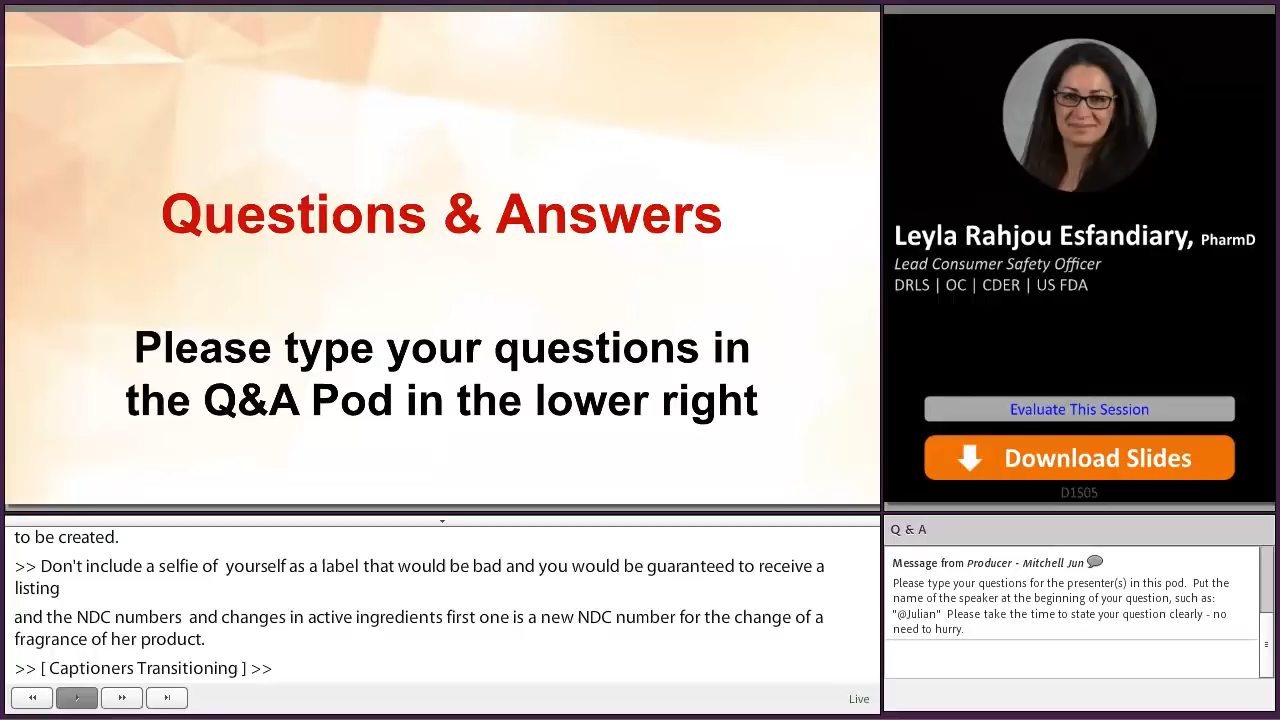 Questions & Answers
Please type your questions in
the Q&A Pod in the lower right
Leyla Rahjou Esfandiary, PharmD
Lead Consumer Safety Officer
DRLS | OC | CDER | US FDA
Evaluate This Session
Download Slides
D1S05
to be created.
>> Don't include a selfie of yourself as a label that would be bad and you would be guaranteed to receive a
listing
and the NDC numbers and changes in active ingredients first one is a new NDC number for the change of a
fragrance of her product.
>> [ Captioners Transitioning ] >>
Live
Q & A
Message from Producer - Mitchell Jun
Please type your questions for the presenter(s) in this pod. Put the
name of the speaker at the beginning of your question, such as:
"@Julian" Please take the time to state your question clearly - no
need to hurry.